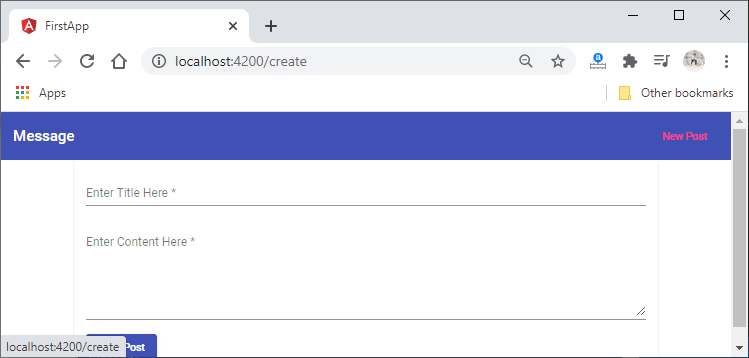 FirstApp
localhost:4200/create
Apps
Other bookmarks
Message
New Post
Enter Title Here *
Enter Content Here *
Post
localhost:4200/create